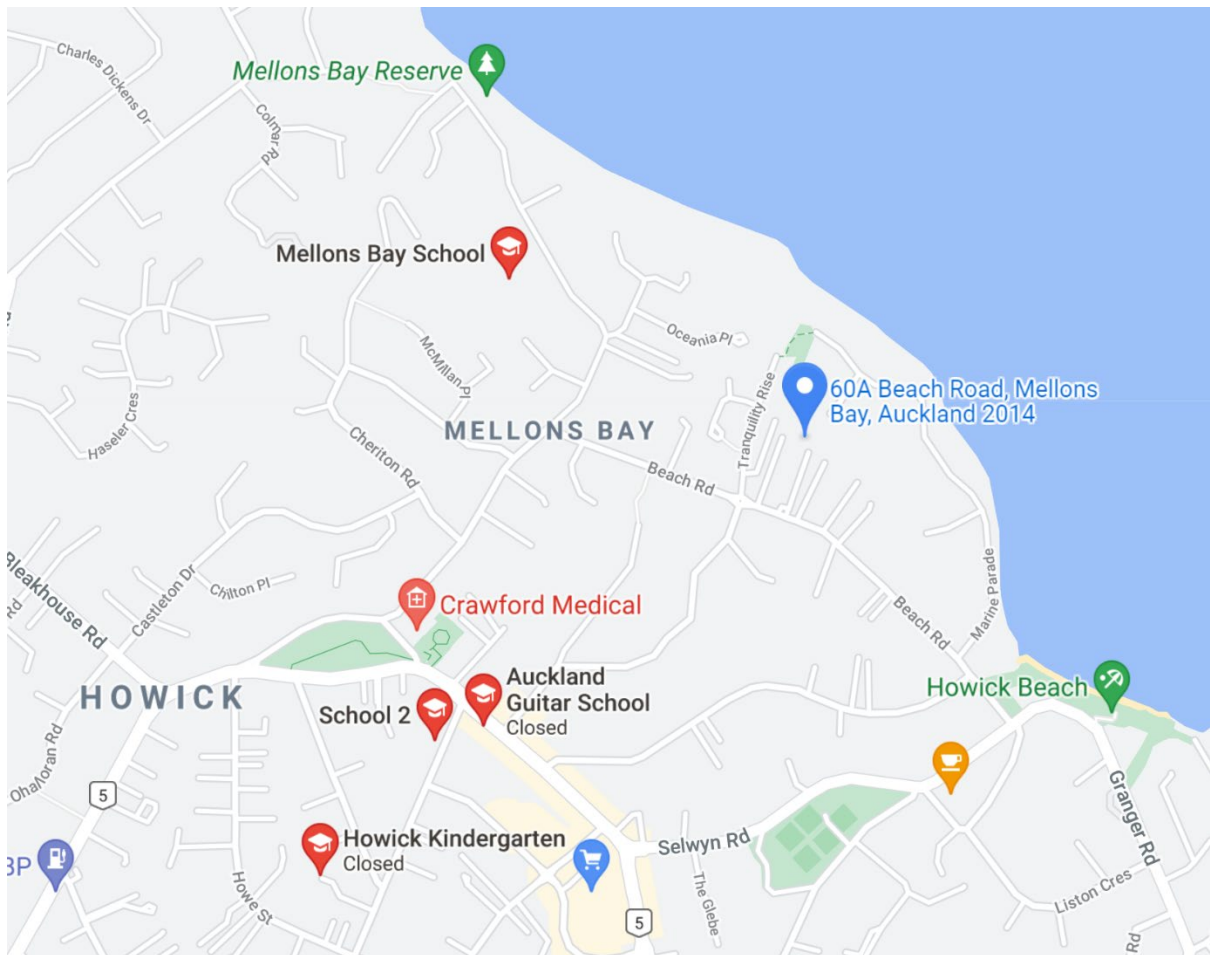 Charles Dickens Dr
Mellons Bay Reserve
Colmar Rd
Mellons Bay School
Oceania Pl
McMillan Pl
60A Beach Road, Mellons
Bay, Auckland 2014
Haseler Cres
MELLONS BAY
Tranquility Rise
Cheriton Rd
Beach Rd
Bleakhouse Rd
Castleton Dr
Chilton Pl
Rd
Crawford Medical
Beach Rd
Marine Parade
HOWICK
Auckland
Guitar School
Closed
School 2
Howick Beach
Ohalloran Rd
5
Granger Rd
Howick Kindergarten
Closed
Selwyn Rd
BP
Howe St
The Glebe
Liston Cres
5
Rd